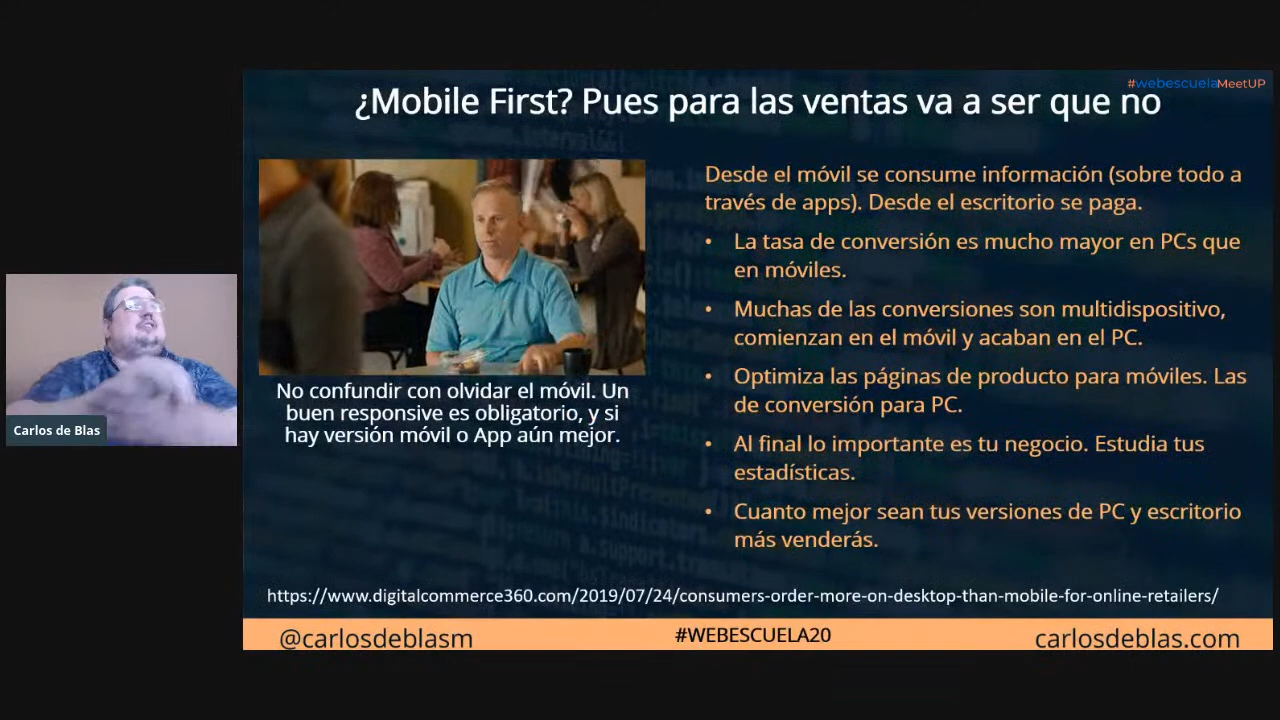 #webescuelaMeetUP
¿Mobile First? Pues para las ventas va a ser que no
Desde el móvil se consume información (sobre todo a
través de apps). Desde el escritorio se paga.
• La tasa de conversión es mucho mayor en PCs que
en móviles.
• Muchas de las conversiones son multidispositivo,
comienzan en el móvil y acaban en el PC.
• Optimiza las páginas de producto para móviles. Las
de conversión para PC.
• Al final lo importante es tu negocio. Estudia tus
estadísticas.
• Cuanto mejor sean tus versiones de PC y escritorio
más venderás.
No confundir con olvidar el móvil. Un
buen responsive es obligatorio, y si
hay versión móvil o App aún mejor.
Carlos de Blas
https://www.digitalcommerce360.com/2019/07/24/consumers-order-more-on-desktop-than-mobile-for-online-retailers/
@carlosdeblasm
#WEBESCUELA20
carlosdeblas.com